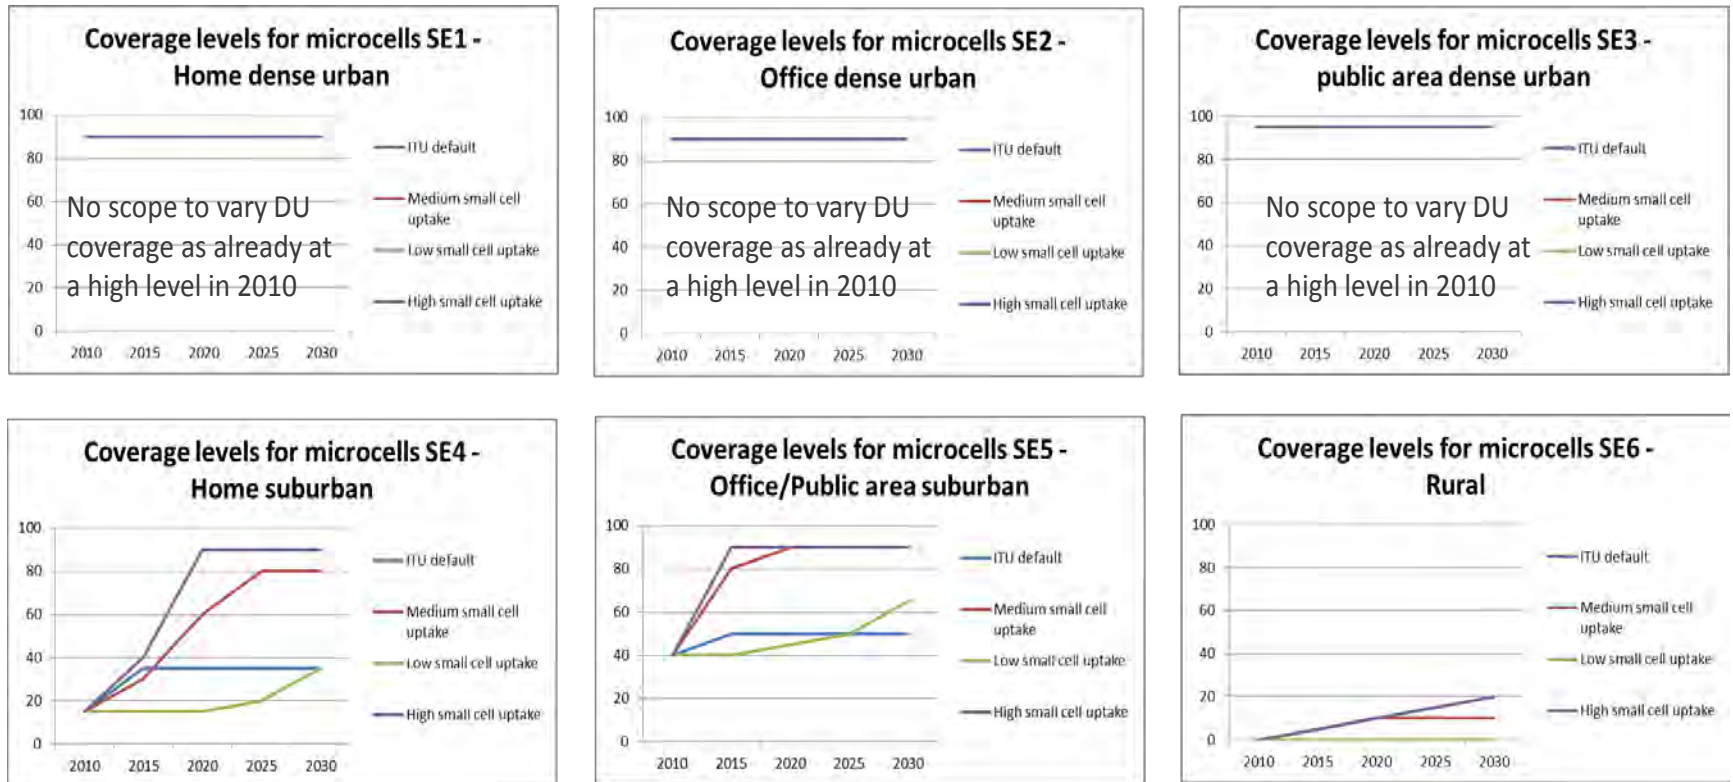 Coverage levels for microcells SE1 -
Home dense urban
100
80
60
40
20
0
2010 2015 2020 2025 2030
No scope to vary DU
coverage as already at
a high level in 2010
ITU default
Medium small cell
uptake
Low small cell uptake
High small cell uptake
Coverage levels for microcells SE2 -
Office dense urban
100
80
60
40
20
0
2010 2015 2020 2025 2030
No scope to vary DU
coverage as already at
a high level in 2010
ITU default
Medium small cell
uptake
Low small cell uptake
High small cell uptake
Coverage levels for microcells SE3 -
public area dense urban
100
80
60
40
20
0
2010 2015 2020 2025 2030
No scope to vary DU
coverage as already at
a high level in 2010
ITU default
Medium small cell
uptake
Low small cell uptake
High small cell uptake
Coverage levels for microcells SE4 -
Home suburban
100
80
60
40
20
0
2010 2015 2020 2025 2030
ITU default
Medium small cell
uptake
Low small cell uptake
High small cell uptake
Coverage levels for microcells SE5 -
Office/Public area suburban
100
80
60
40
20
0
2010 2015 2020 2025 2030
ITU default
Medium small cell
uptake
Low small cell uptake
High small cell uptake
Coverage levels for microcells SE6 -
Rural
100
80
60
40
20
0
2010 2015 2020 2025 2030
ITU default
Medium small cell
uptake
Low small cell uptake
High small cell uptake